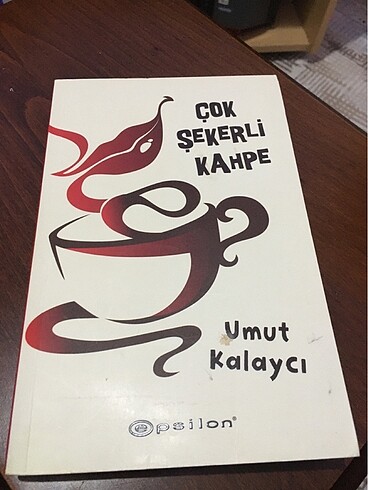 ÇOK
ŞEKERLİ
KAHPE
Umut
Kalaycı
epsilon®